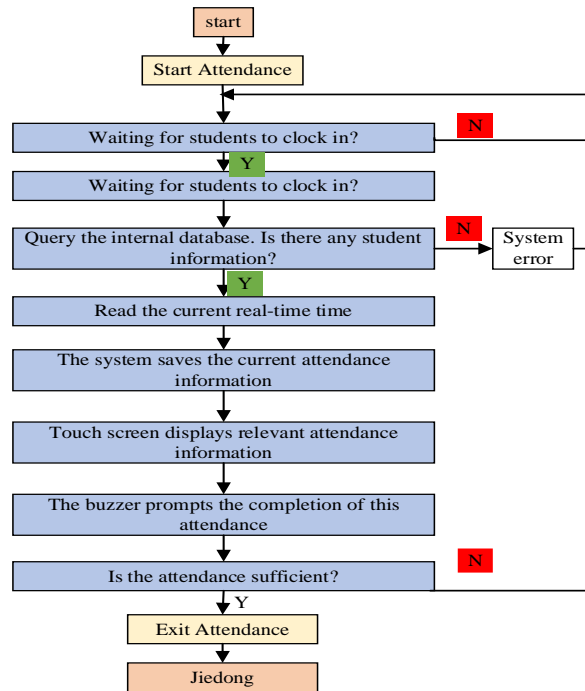 start
Start Attendance
Waiting for students to clock in?
N
Y
Waiting for students to clock in?
Query the internal database. Is there any student
information?
N
System
error
Y
Read the current real-time time
The system saves the current attendance
information
Touch screen displays relevant attendance
information
The buzzer prompts the completion of this
attendance
Is the attendance sufficient?
N
Y
Exit Attendance
Jiedong